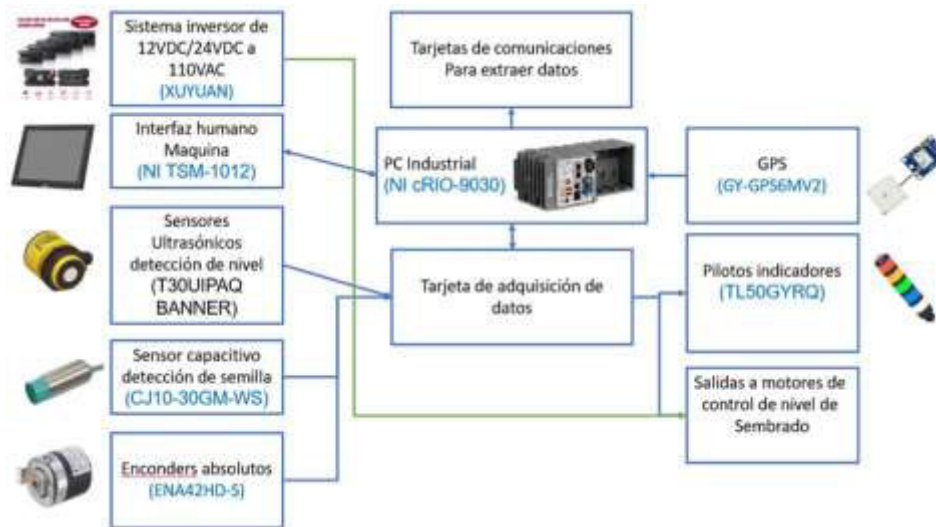 Sistema inversor de
12VDC/24VDC a
110VAC
(XUYUAN)
Interfaz humano
Maquina
(NI TSM-1012)
Sensores
Ultrasónicos
detección de nivel
(T30UIPAQ
BANNER)
Sensor capacitivo
detección de semilla
(CJ10-30GM-WS)
Enconders absolutos
(ENA42HD-S)
Tarjetas de comunicaciones
Para extraer datos
PC Industrial
(NI cRIO-9030)
Tarjeta de adquisición de
datos
GPS
(GY-GPS6MV2)
Pilotos indicadores
(TL50GYRQ)
Salidas a motores de
control de nivel de
Sembrado